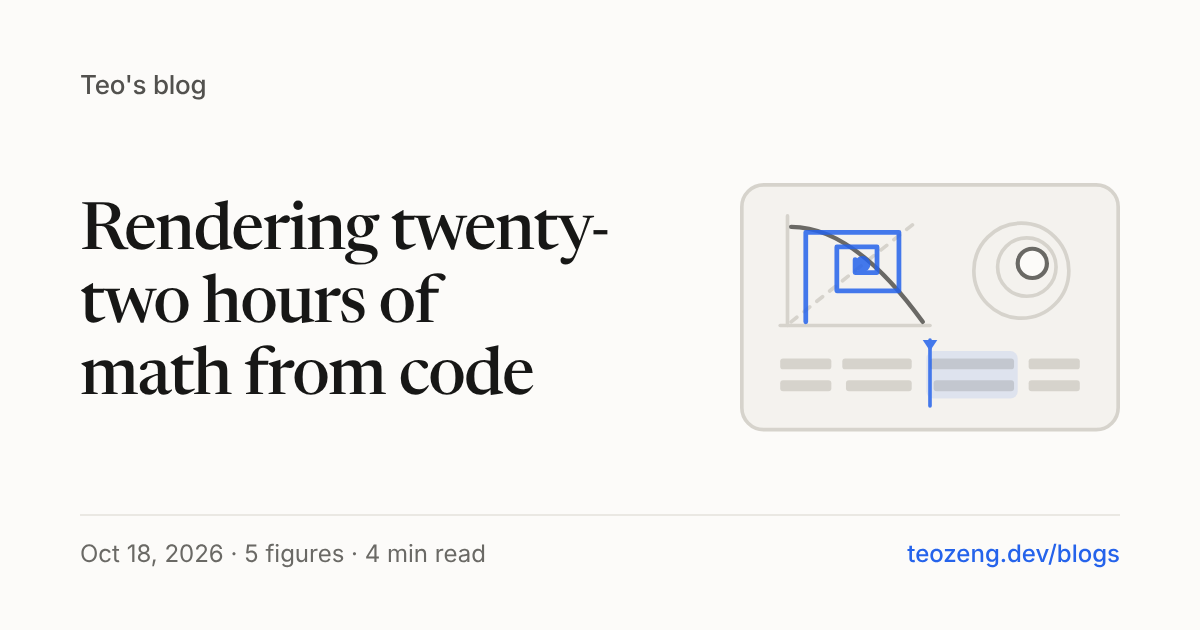 Teo's blog
Rendering twenty-
two hours of
math from code
Oct 18, 2026 · 5 figures · 4 min read
teozeng.dev/blogs